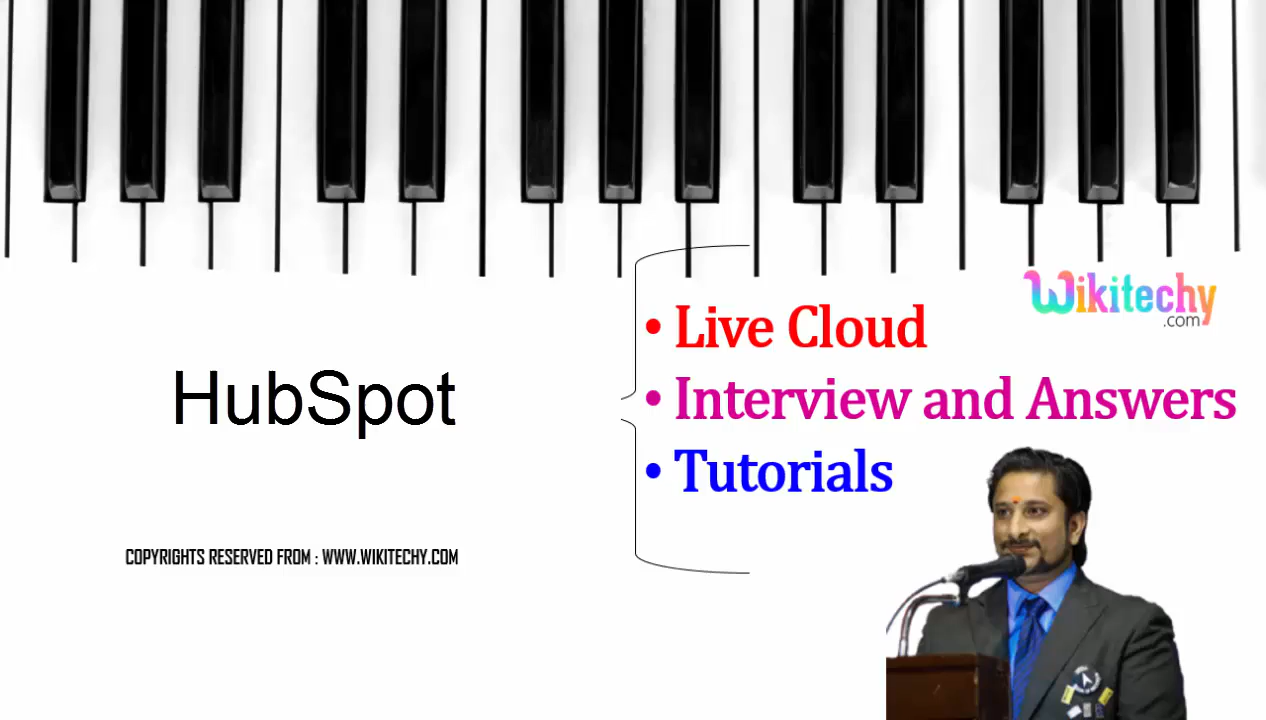 HubSpot
COPYRIGHTS RESERVED FROM : WWW.WIKITECHY.COM
• Live Cloud
• Interview and Answers
• Tutorials
Wikitechy
.com